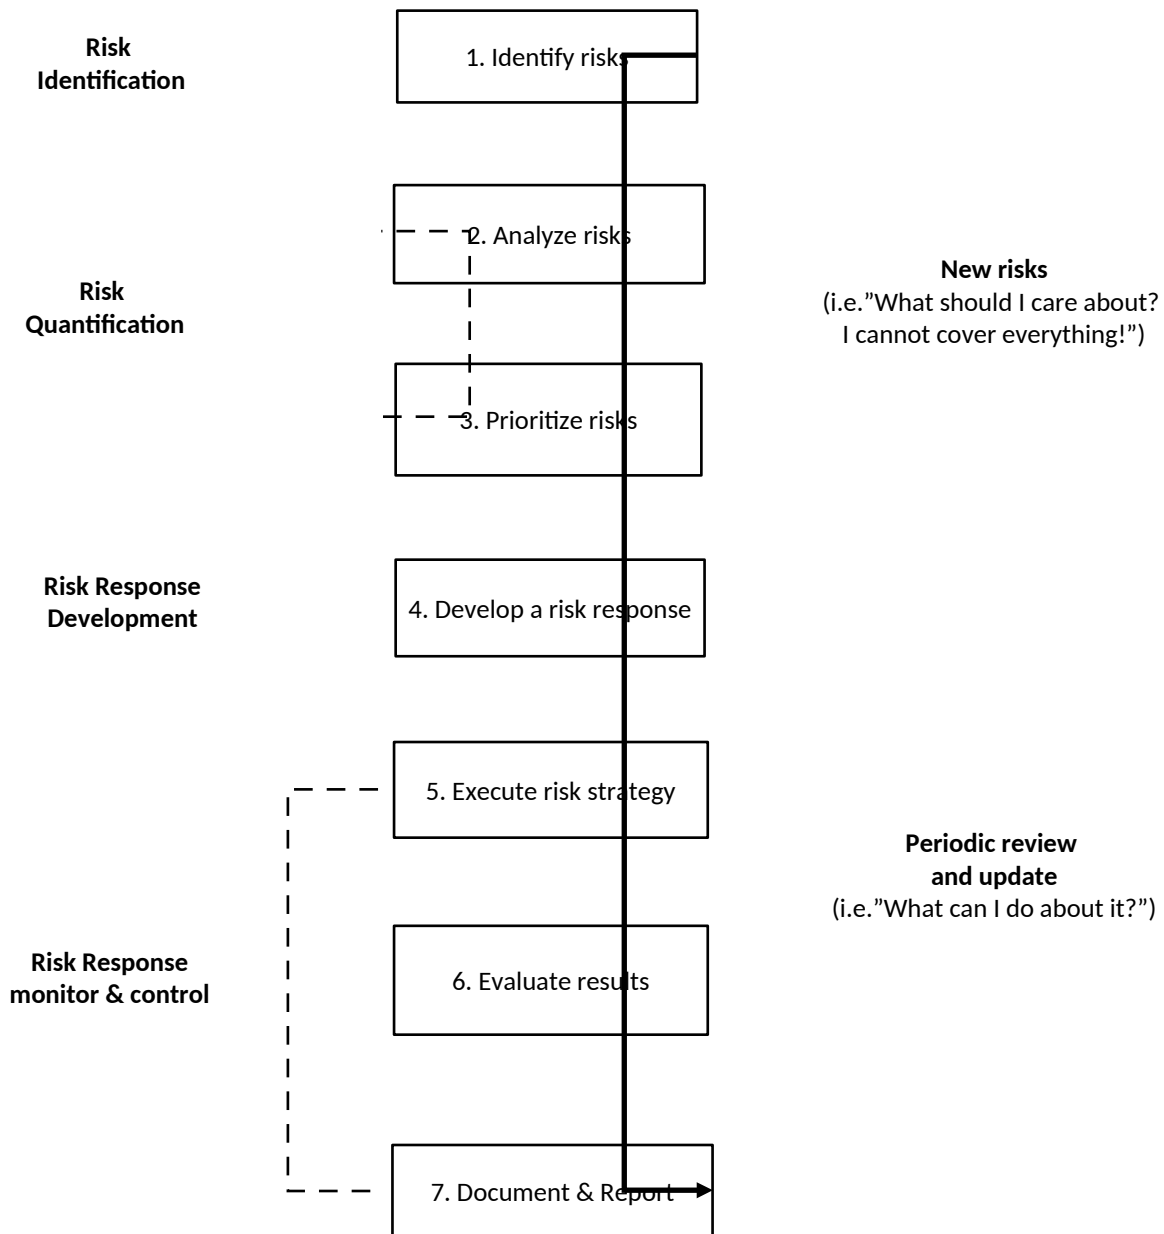 Risk
Identification
1. Identify risks
2. Analyze risks
Risk
Quantification
New risks
(i.e.”What should I care about?
I cannot cover everything!”)
3. Prioritize risks
Risk Response
Development
4. Develop a risk response
5. Execute risk strategy
Periodic review
and update
(i.e.”What can I do about it?”)
Risk Response
monitor & control
6. Evaluate results
7. Document & Report